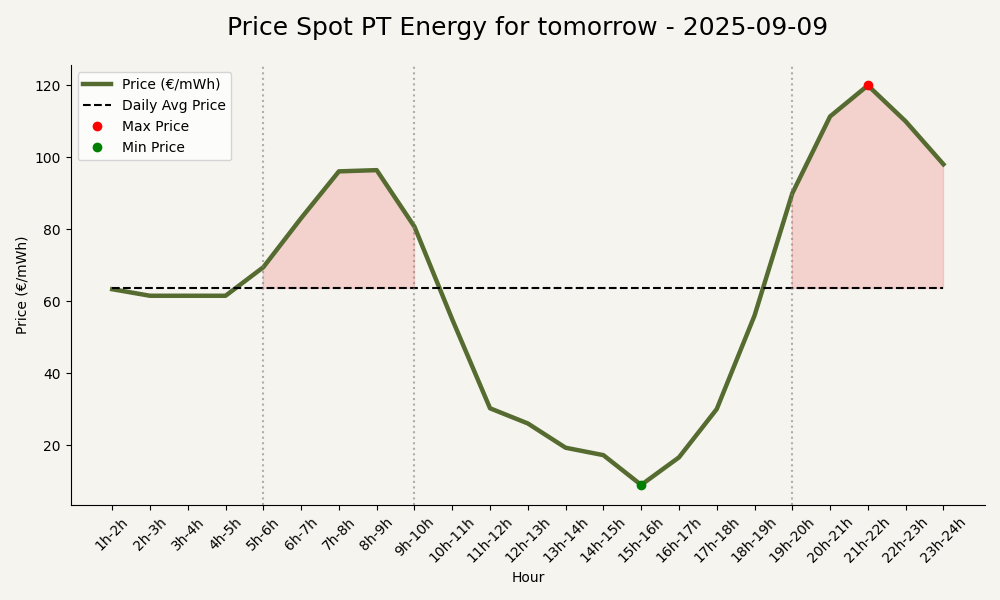 Price Spot PT Energy for tomorrow - 2025-09-09
Price (€/mWh)
Daily Avg Price
Max Price
Min Price
Price (€/mWh)
120
100
80
60
40
20
1h-2h
2h-3h
3h-4h
4h-5h
5h-6h
6h-7h
7h-8h
8h-9h
9h-10h
10h-11h
11h-12h
12h-13h
13h-14h
14h-15h
15h-16h
16h-17h
17h-18h
18h-19h
19h-20h
20h-21h
21h-22h
22h-23h
23h-24h
Hour